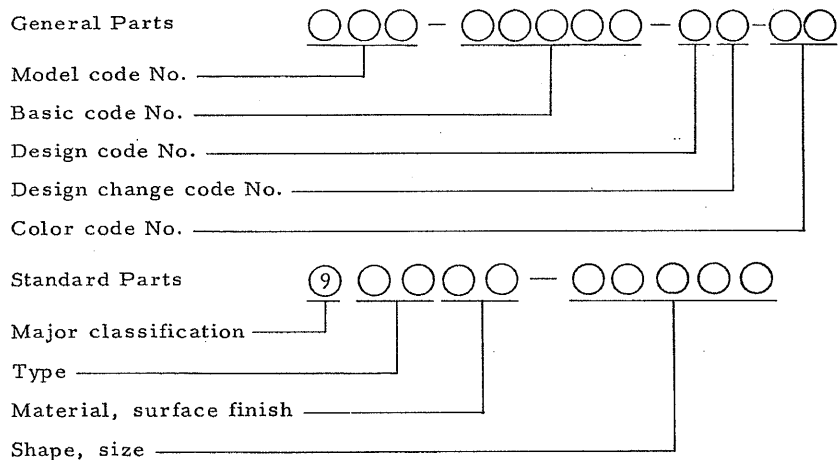 General Parts
Model code No.
Basic code No.
Design code No.
Design change code No.
Color code No.
Standard Parts 9
Major classification
Type
Material, surface finish
Shape, size